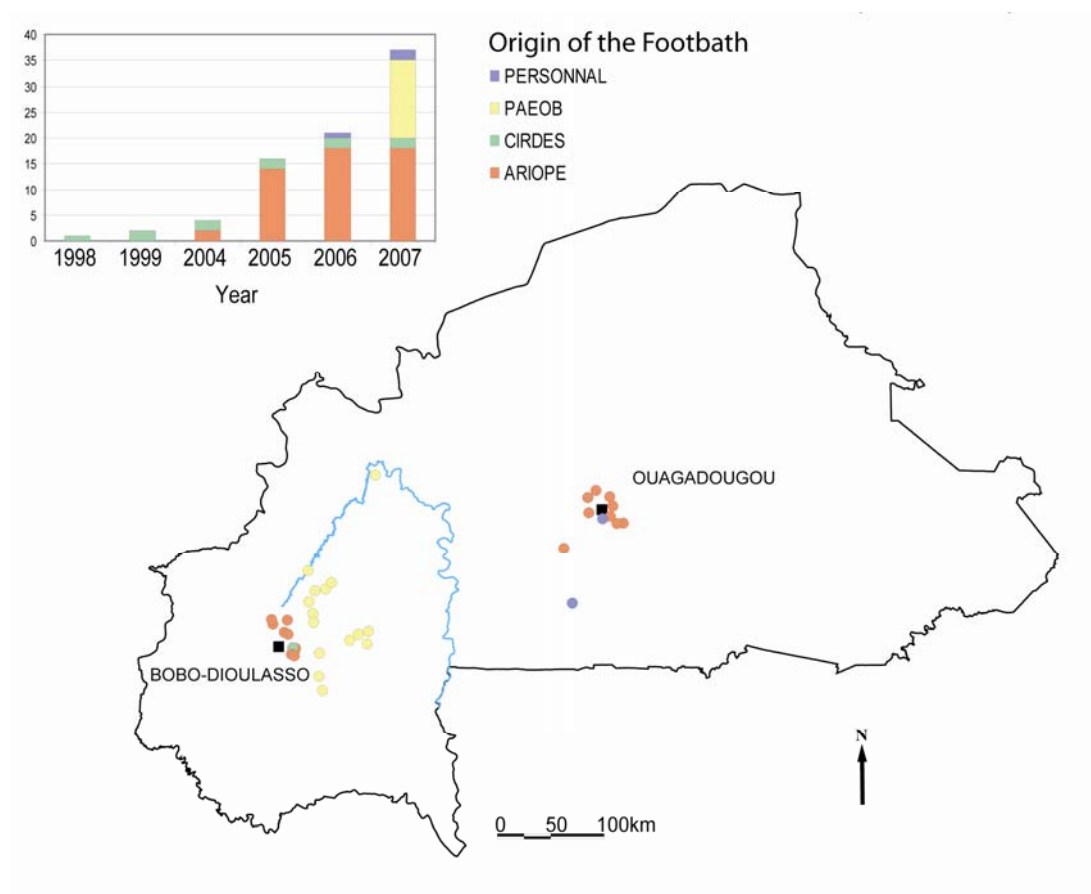 40
35
30
25
20
15
10
5
0
1998 1999 2004 2005 2006 2007
Year
Origin of the Footbath
PERSONNAL
PAEOB
CIRDES
ARIOPE
OUAGADOUGOU
BOBO-DIOULASSO
N
0 50 100km